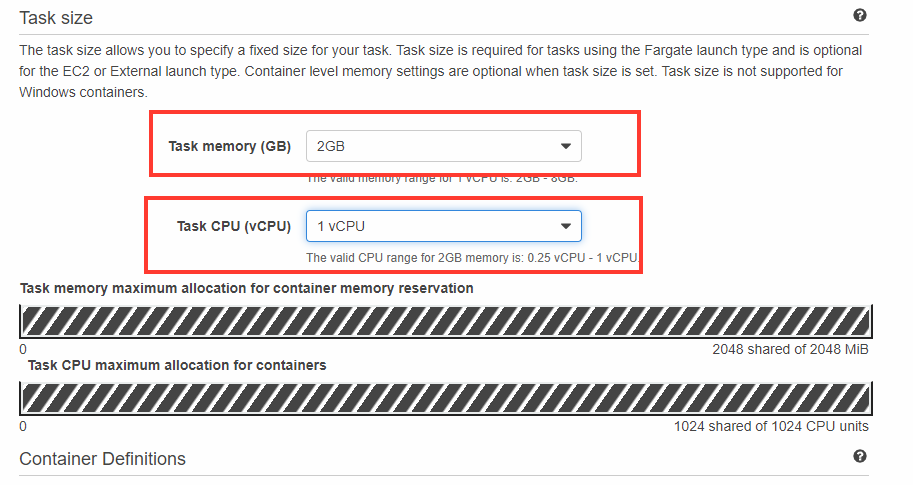 Task size
The task size allows you to specify a fixed size for your task. Task size is required for tasks using the Fargate launch type and is optional
for the EC2 or External launch type. Container level memory settings are optional when task size is set. Task size is not supported for
Windows containers.
Task memory (GB) 2GB
The valid memory range for 1 vCPU is: 2GB - 8GB.
Task CPU (vCPU) 1 vCPU
The valid CPU range for 2GB memory is: 0.25 vCPU - 1 vCPU.
Task memory maximum allocation for container memory reservation
0 2048 shared of 2048 MiB
Task CPU maximum allocation for containers
0 1024 shared of 1024 CPU units
Container Definitions